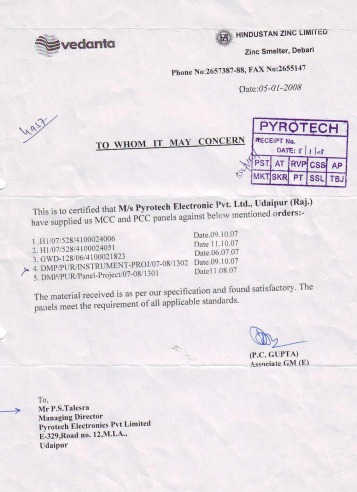 vedanta
HINDUSTAN ZINC LIMITED
Zinc Smelter, Debari
Phone No:2657387-88, FAX No:2655147
Date:05-01-2008
TO WHOM IT MAY CONCERN
PYROTECH
RECEIPT No.
DATE: 8/1/08
PST AT RVP CSS AP
MKT SKR PT SSL TBJ
This is to certified that M/s Pyrotech Electronic Pvt. Ltd., Udaipur (Raj.)
have supplied us MCC and PCC panels against below mentioned orders:-
1. HI/07/528/4100024006 Date.09.10.07
2. HI/07/528/4100024051 Date 11.10.07
3. GWD-128/06/4100021823 Date.06.07.07
4. DMP/PUR/INSTRUMENT-PROJ/07-08/1302 Date.09.10.07
5. DMP/PUR/Panel-Project/07-08/1301 Date11.08.07
The material received is as per our specification and found satisfactory. The
panels meet the requirement of all applicable standards.
(P.C. GUPTA)
Associate GM (E)
To,
Mr P.S.Talesra
Managing Director
Pyrotech Electronics Pvt Limited
E-329,Road no. 12,M.I.A.,
Udaipur